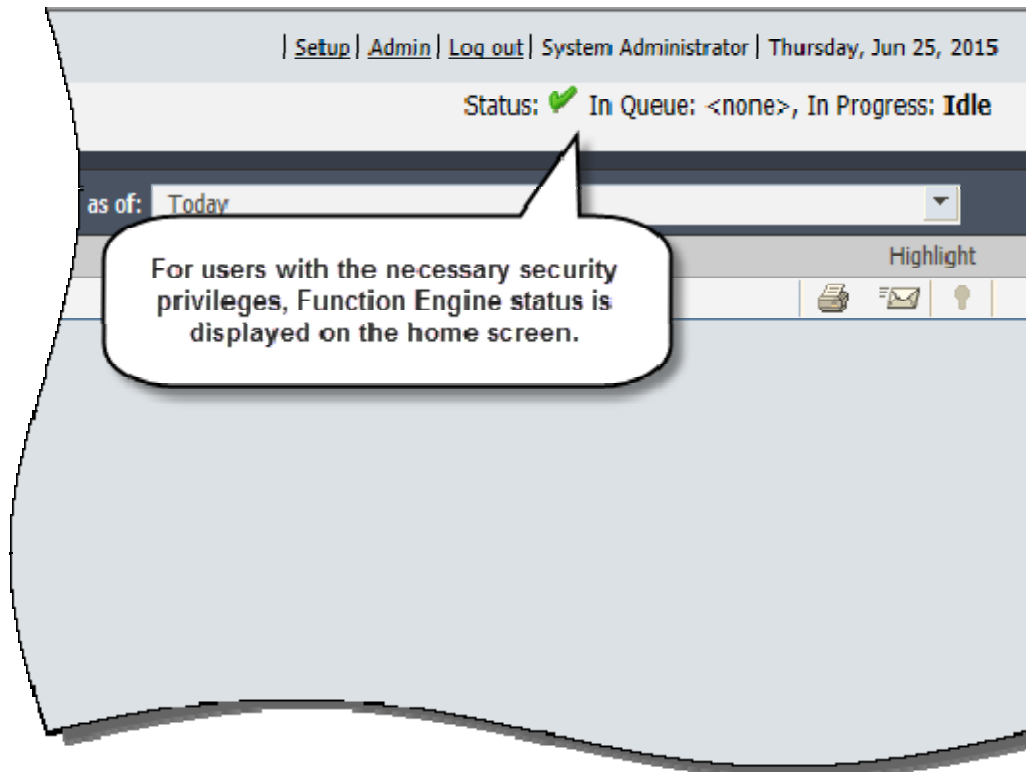 | Setup | Admin | Log out | System Administrator | Thursday, Jun 25, 2015
Status: In Queue: <none>, In Progress: Idle
as of: Today
Highlight
For users with the necessary security
privileges, Function Engine status is
displayed on the home screen.